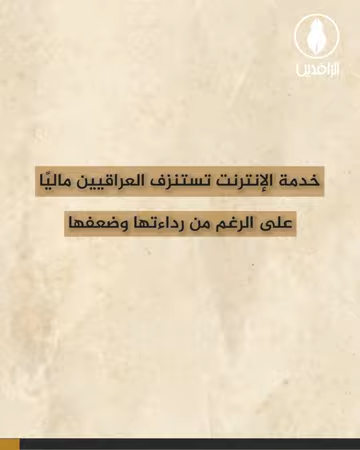 الرافدين
خدمة الإنترنت تستنزف العراقيين ماليًا
على الرغم من رداءتها وضعفها